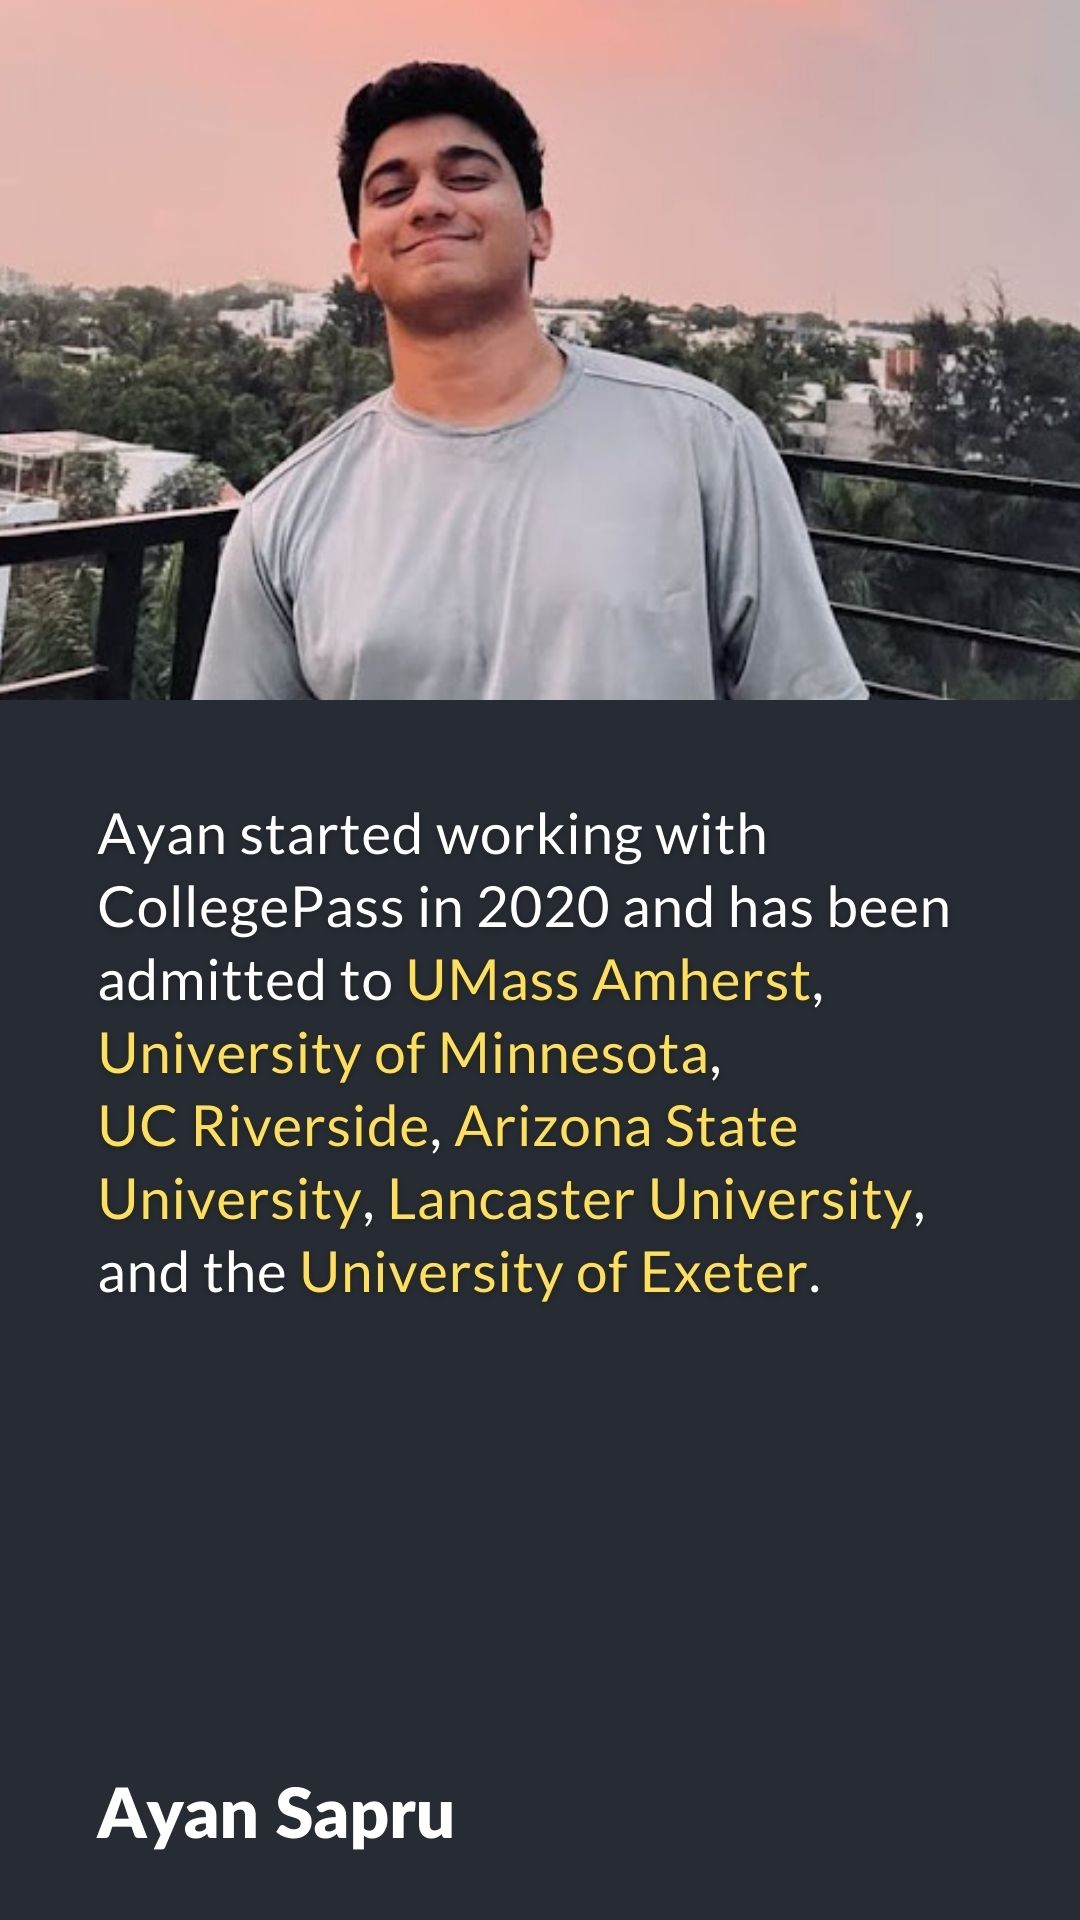 Ayan started working with
CollegePass in 2020 and has been
admitted to UMass Amherst,
University of Minnesota,
UC Riverside, Arizona State
University, Lancaster University,
and the University of Exeter.
Ayan Sapru